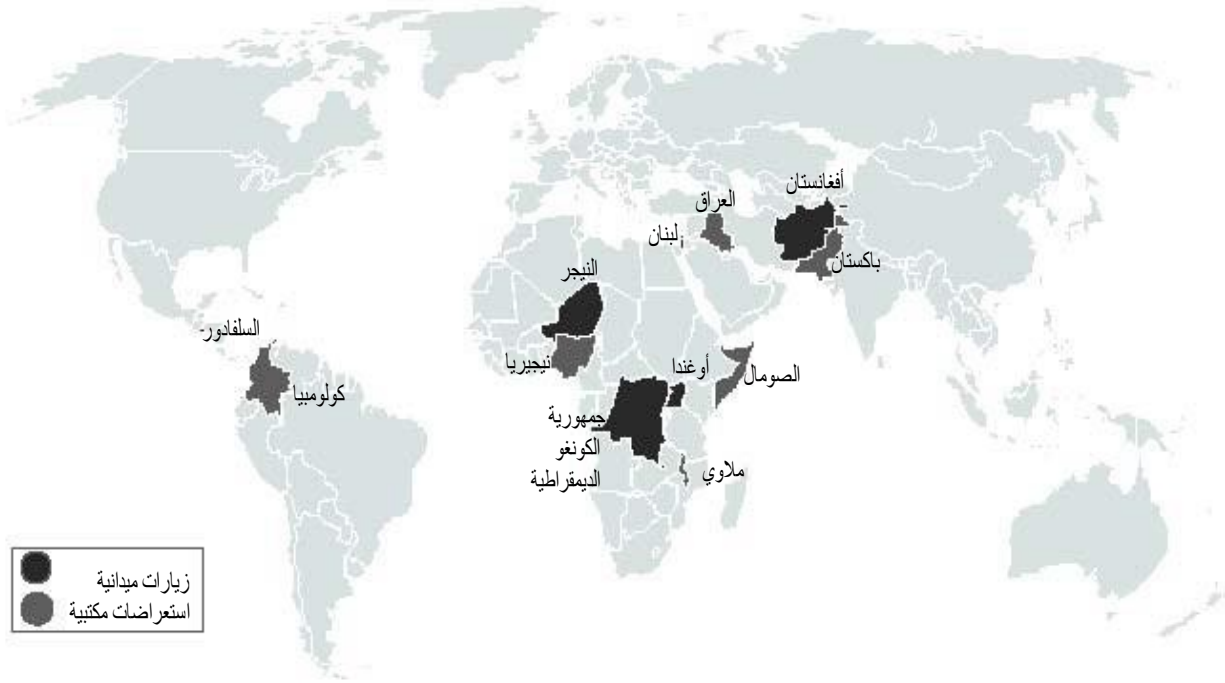 أفغانستان
العراق
لبنان
باكستان
النيجر
السلفادور-
نيجيريا
أوغندا
الصومال
كولومبيا
جمهورية
الكونغو
الديمقراطية
ملاوي
زيارات ميدانية
استعراضات مكتبية